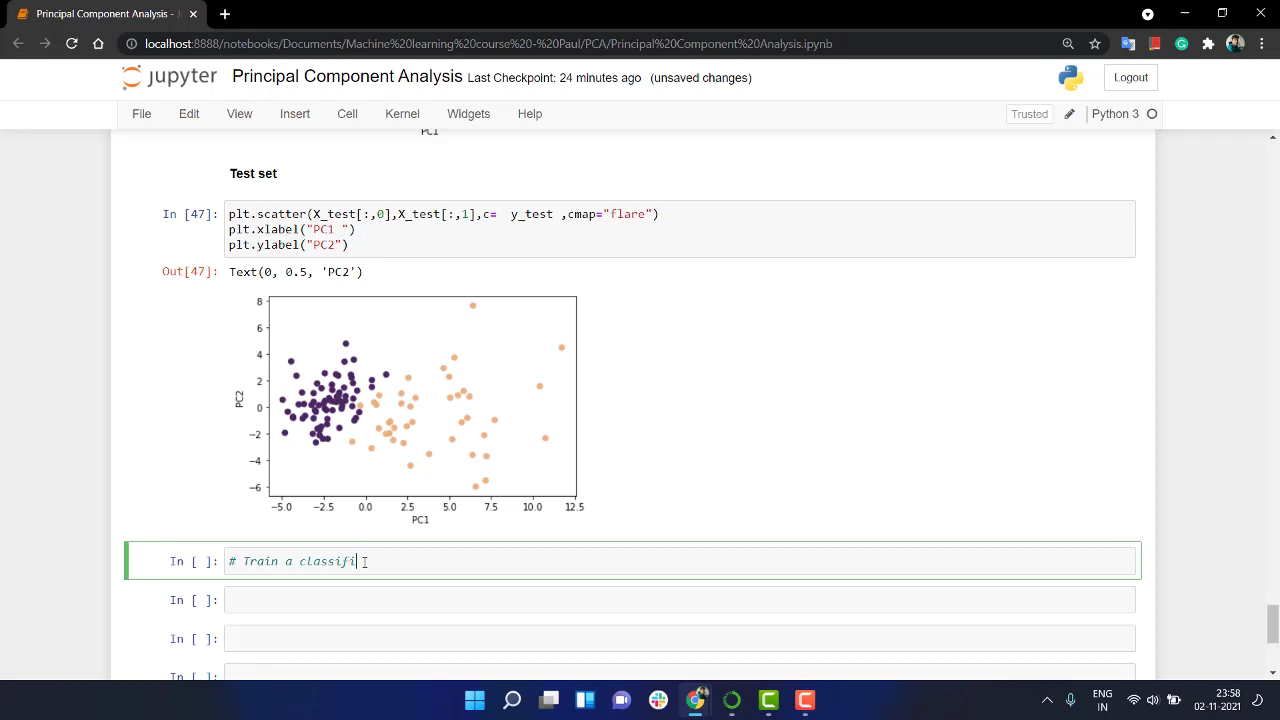 Principal Component Analysis - J
localhost:8888/notebooks/Documents/Machine%20learning%20course%20-%20Paul/PCA/Principal%20Component%20Analysis.ipynb
jupyter Principal Component Analysis Last Checkpoint: 24 minutes ago (unsaved changes) Logout
File Edit View Insert Cell Kernel Widgets Help Trusted Python 3
PC1
Test set
In [47]: plt.scatter(X_test[:,0],X_test[:,1],c=  y_test ,cmap="flare")
plt.xlabel("PC1 ")
plt.ylabel("PC2")
Out[47]: Text(0, 0.5, 'PC2')
8
6
4
2
0
−2
−4
−6
PC2
−5.0 −2.5 0.0 2.5 5.0 7.5 10.0 12.5
PC1
In [ ]: # Train a classifi
In [ ]:
In [ ]:
In [ ]:
ENG
IN
23:38
02-11-2021